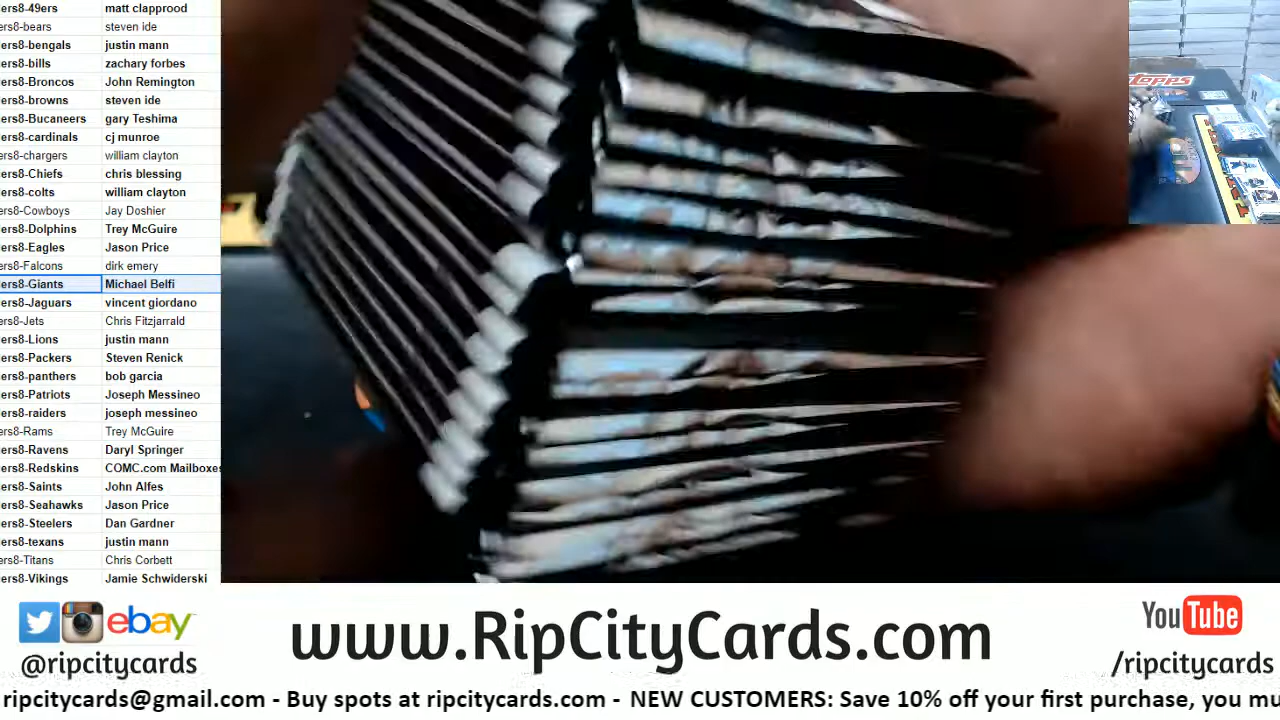 ers8-49ers matt clapprood
ers8-bears steven ide
ers8-bengals justin mann
ers8-bills zachary forbes
ers8-Broncos John Remington
ers8-browns steven ide
ers8-Bucaneers gary Teshima
ers8-cardinals cj munroe
ers8-chargers william clayton
ers8-Chiefs chris blessing
ers8-colts william clayton
ers8-Cowboys Jay Doshier
ers8-Dolphins Trey McGuire
ers8-Eagles Jason Price
ers8-Falcons dirk emery
ers8-Giants Michael Belfi
ers8-Jaguars vincent giordano
ers8-Jets Chris Fitzjarrald
ers8-Lions justin mann
ers8-Packers Steven Renick
ers8-panthers bob garcia
ers8-Patriots Joseph Messineo
ers8-raiders joseph messineo
ers8-Rams Trey McGuire
ers8-Ravens Daryl Springer
ers8-Redskins COMC.com Mailboxes
ers8-Saints John Alfes
ers8-Seahawks Jason Price
ers8-Steelers Dan Gardner
ers8-texans justin mann
ers8-Titans Chris Corbett
ers8-Vikings Jamie Schwiderski
Topps
ebay
@ripcitycards
www.RipCityCards.com
YouTube
/ripcitycards
ripcitycards@gmail.com - Buy spots at ripcitycards.com - NEW CUSTOMERS: Save 10% off your first purchase, you mu